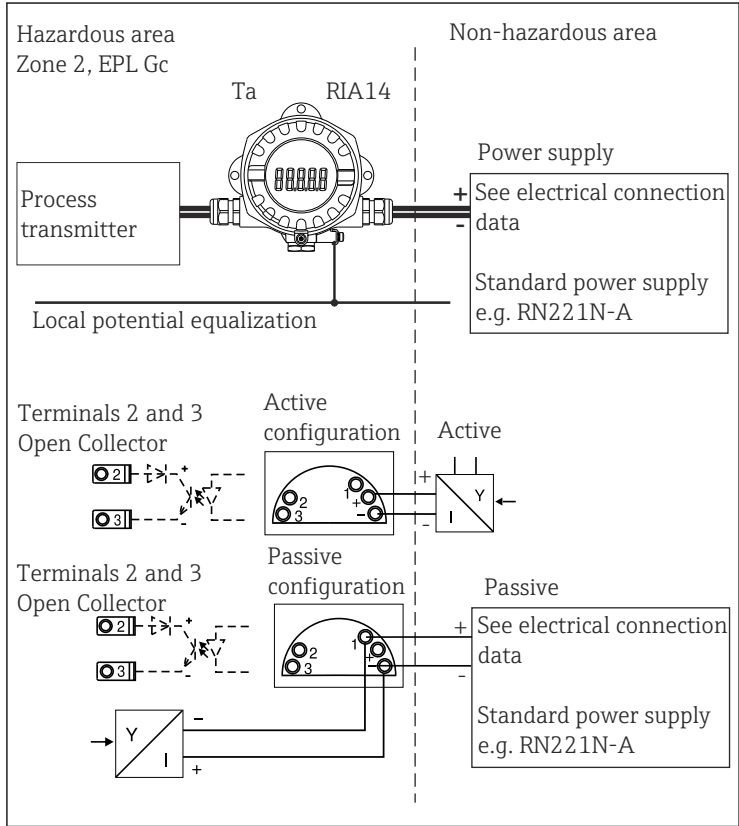 Hazardous area
Zone 2, EPL Gc
Non-hazardous area
Ta
RIA14
Process
transmitter
Power supply
+
-
See electrical connection
data
Standard power supply
e.g. RN221N-A
Local potential equalization
Terminals 2 and 3
Open Collector
2
3
+
-
Active
configuration
1
2
3
+
-
Active
+
-
Y
I
Terminals 2 and 3
Open Collector
2
3
+
-
Passive
configuration
1
2
3
+
-
Passive
+
-
See electrical connection
data
Standard power supply
e.g. RN221N-A
Y
I
-
+